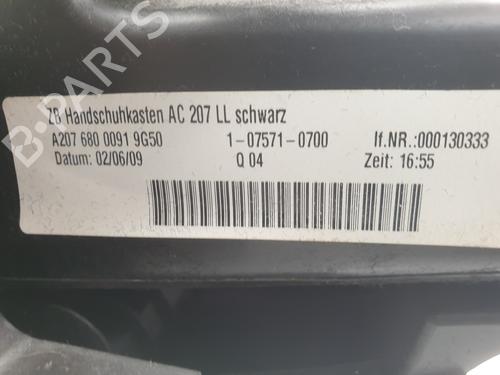 B-PARTS
ZB Handschuhkasten AC 207 LL schwarz
A207 680 0091 9G50 1-07571-0700 lf.NR.:000130333
Datum: 02/06/09 Q 04 Zeit: 16:55